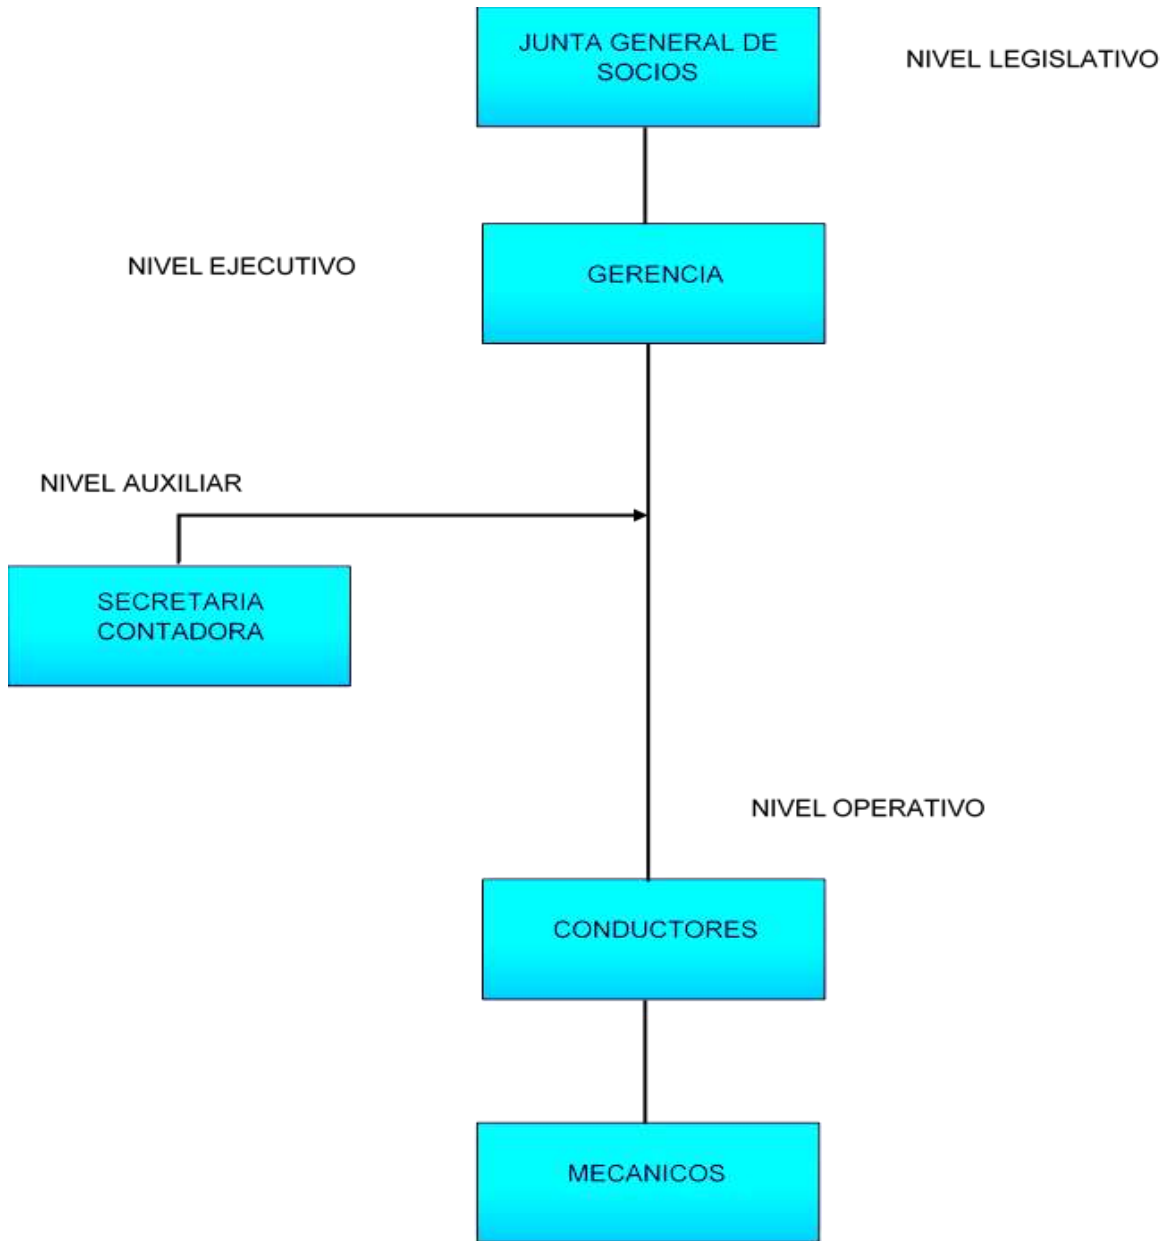 JUNTA GENERAL DE
SOCIOS
NIVEL LEGISLATIVO
NIVEL EJECUTIVO
GERENCIA
NIVEL AUXILIAR
SECRETARIA
CONTADORA
NIVEL OPERATIVO
CONDUCTORES
MECANICOS